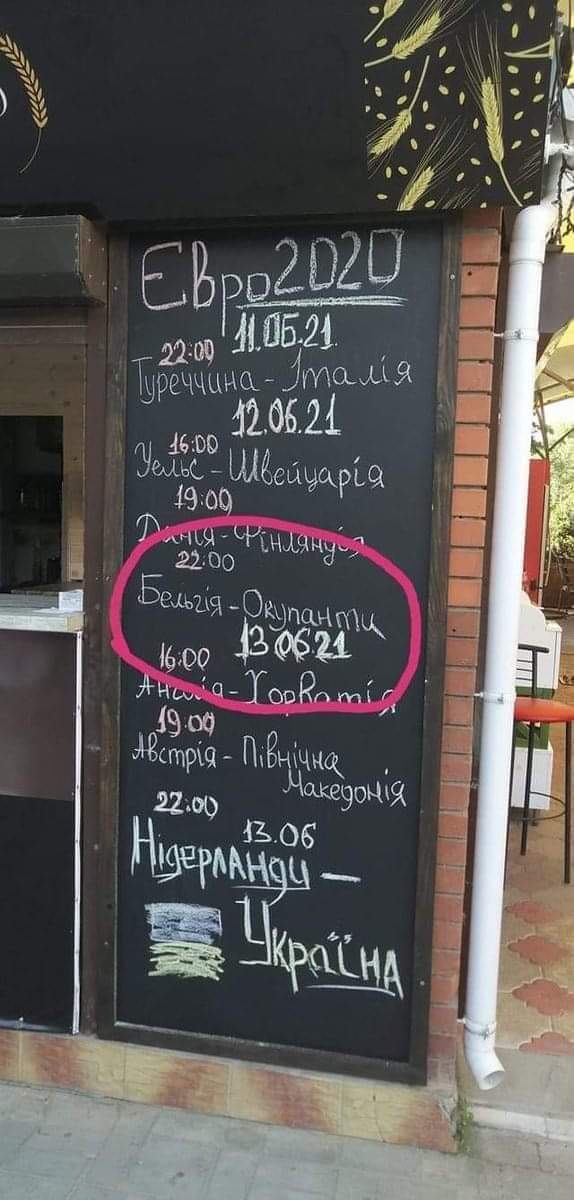 Євро2020
11.06.21
22:00
Туреччина - Італія
12.06.21
16:00
Уельс - Швейцарія
19:00
Данія - Фінляндія
22:00
Бельгія - Окупанти
13.06.21
16:00
Англія - Хорватія
19:00
Австрія - Північна
Македонія
22:00
13.06
Нідерланди -
Україна